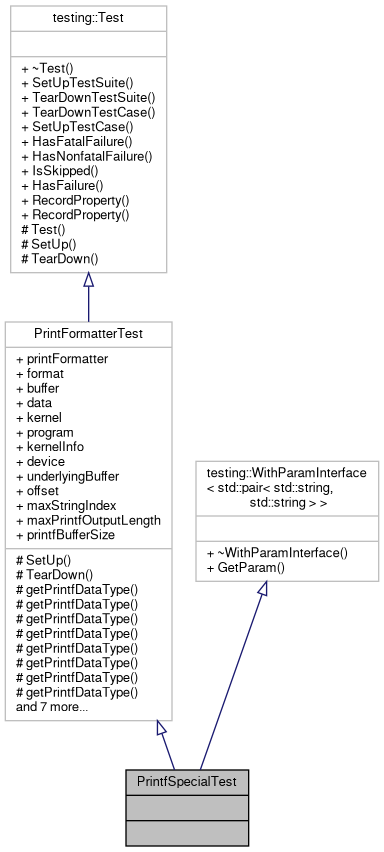 testing::Test
+ ~Test()
+ SetUpTestSuite()
+ TearDownTestSuite()
+ TearDownTestCase()
+ SetUpTestCase()
+ HasFatalFailure()
+ HasNonfatalFailure()
+ IsSkipped()
+ HasFailure()
+ RecordProperty()
+ RecordProperty()
# Test()
# SetUp()
# TearDown()
PrintFormatterTest
+ printFormatter
+ format
+ buffer
+ data
+ kernel
+ program
+ kernelInfo
+ device
+ underlyingBuffer
+ offset
+ maxStringIndex
+ maxPrintfOutputLength
+ printfBufferSize
# SetUp()
# TearDown()
# getPrintfDataType()
# getPrintfDataType()
# getPrintfDataType()
# getPrintfDataType()
# getPrintfDataType()
# getPrintfDataType()
# getPrintfDataType()
# getPrintfDataType()
and 7 more...
testing::WithParamInterface
< std::pair< std::string,
std::string > >
+ ~WithParamInterface()
+ GetParam()
PrintfSpecialTest